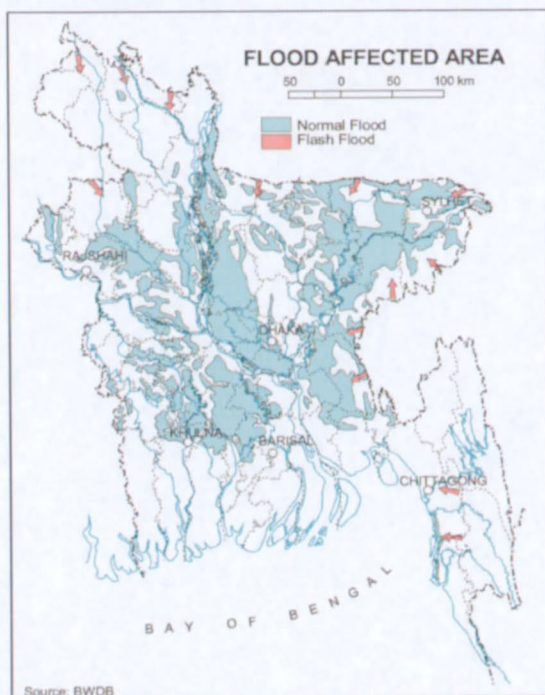 FLOOD AFFECTED AREA
50 0 50 100 km
Normal Flood
Flash Flood
SYLHET
RAJSHAHI
DHAKA
KHULNA
BARISAL
CHITTAGONG
BAY OF BENGAL
Source: BWDB